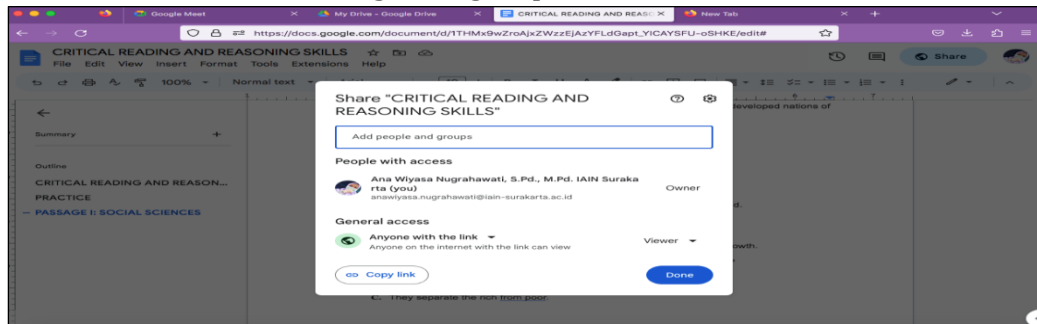 Google Meet
My Drive - Google Drive
CRITICAL READING AND REASO
New Tab
https://docs.google.com/document/d/1THMx9wZroAjxZWzzEjAzYFLdGapt_YICAYSFU-oSHKE/edit#
CRITICAL READING AND REASONING SKILLS
File Edit View Insert Format Tools Extensions Help
Share
100% Normal text
Share "CRITICAL READING AND
REASONING SKILLS"
developed nations of
Add people and groups
Summary
People with access
Outline
Ana Wiyasa Nugrahawati, S.Pd., M.Pd. IAIN Suraka
rta (you)
anawiyasa.nugrahawati@iain-surakarta.ac.id
Owner
CRITICAL READING AND REASON...
PRACTICE
PASSAGE I: SOCIAL SCIENCES
General access
Anyone with the link
Anyone on the internet with the link can view
Viewer
owth.
Copy link
Done
C. They separate the rich from poor.